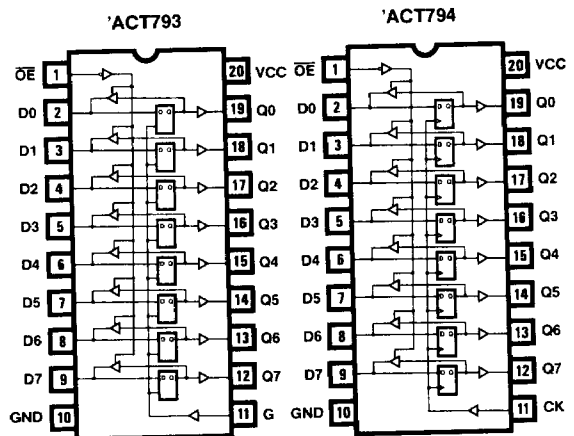 'ACT793
OE 1 20 VCC
D0 2 19 Q0
D1 3 18 Q1
D2 4 17 Q2
D3 5 16 Q3
D4 6 15 Q4
D5 7 14 Q5
D6 8 13 Q6
D7 9 12 Q7
GND 10 11 G
'ACT794
OE 1 20 VCC
D0 2 19 Q0
D1 3 18 Q1
D2 4 17 Q2
D3 5 16 Q3
D4 6 15 Q4
D5 7 14 Q5
D6 8 13 Q6
D7 9 12 Q7
GND 10 11 CK